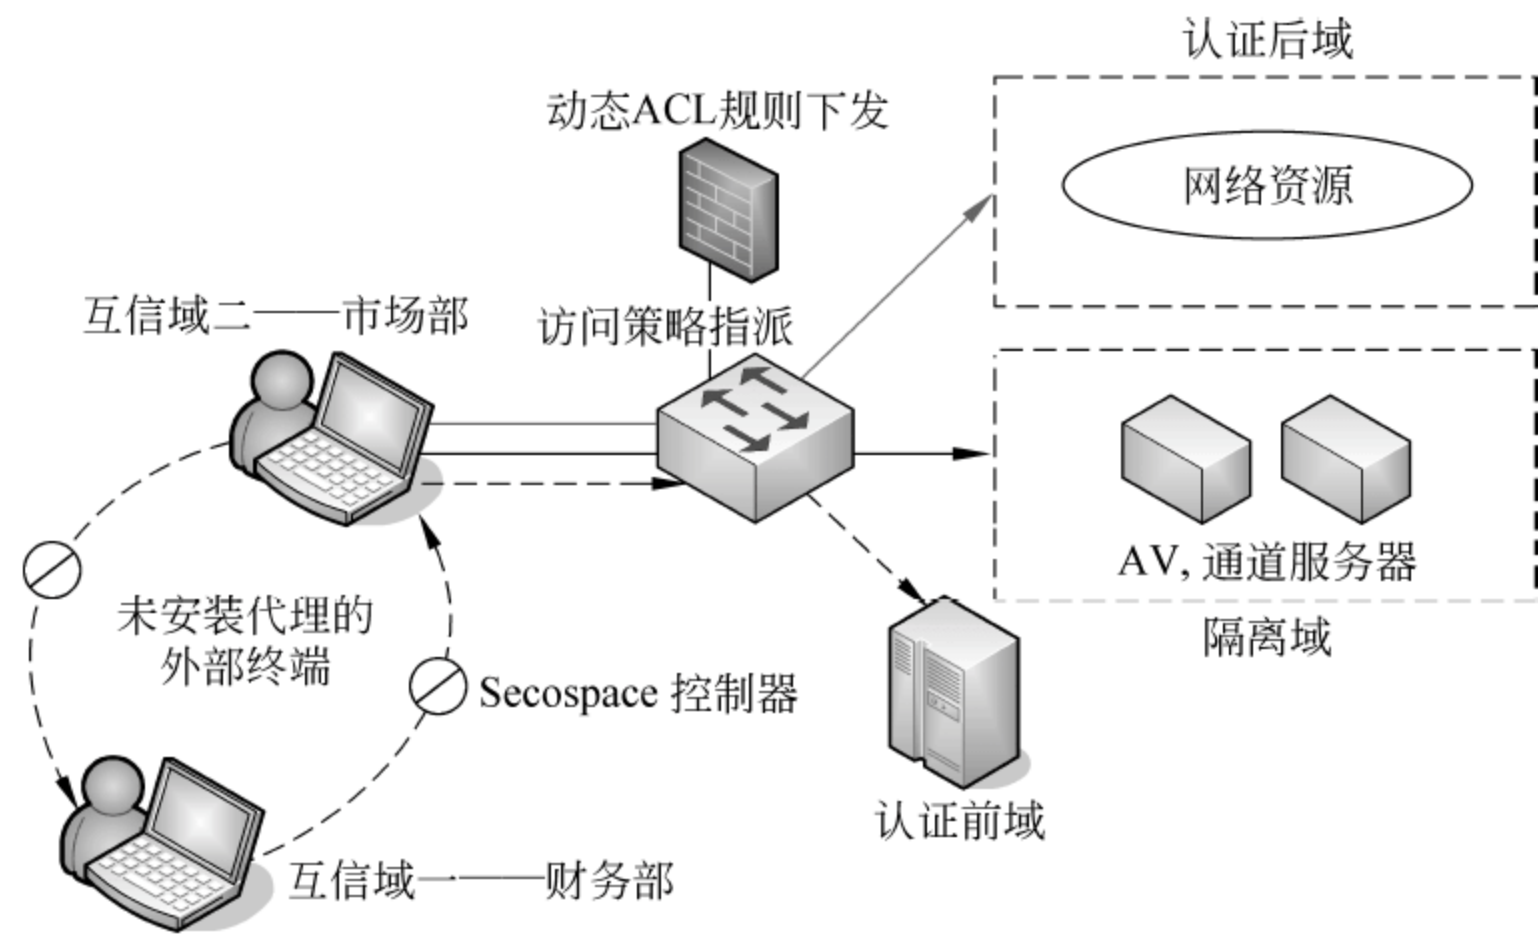 认证后域
动态ACL规则下发
网络资源
互信域二——市场部
访问策略指派
AV, 通道服务器
未安装代理的
外部终端
隔离域
Secospace 控制器
认证前域
互信域一——财务部